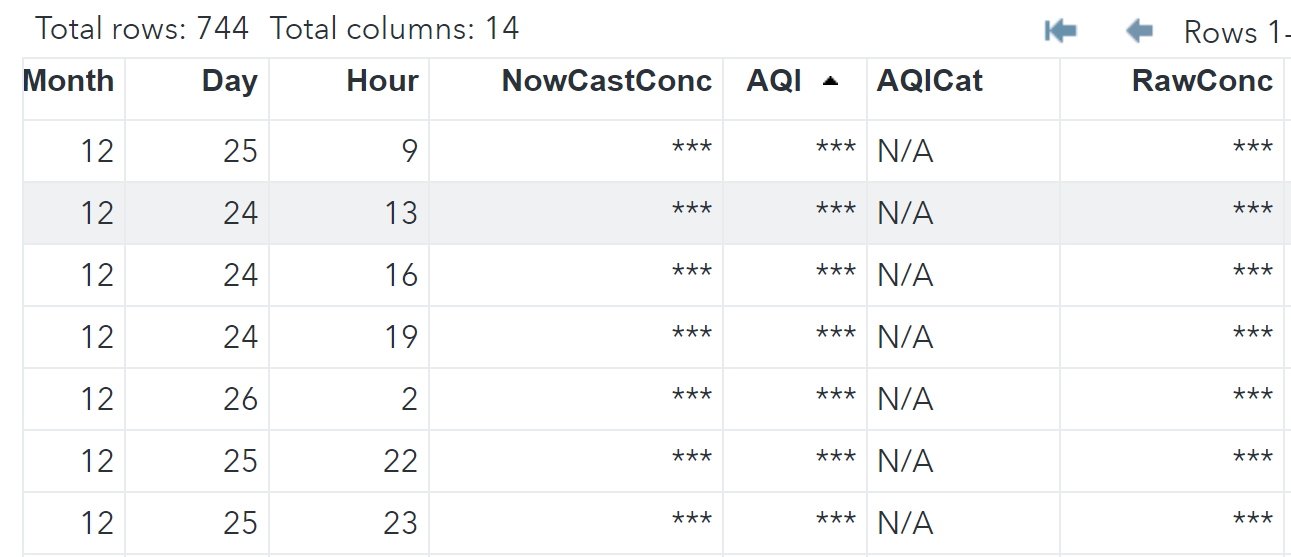 Total rows: 744 Total columns: 14 Rows 1-
Month Day Hour NowCastConc AQI AQICat RawConc
12 25 9 *** *** N/A ***
12 24 13 *** *** N/A ***
12 24 16 *** *** N/A ***
12 24 19 *** *** N/A ***
12 26 2 *** *** N/A ***
12 25 22 *** *** N/A ***
12 25 23 *** *** N/A ***